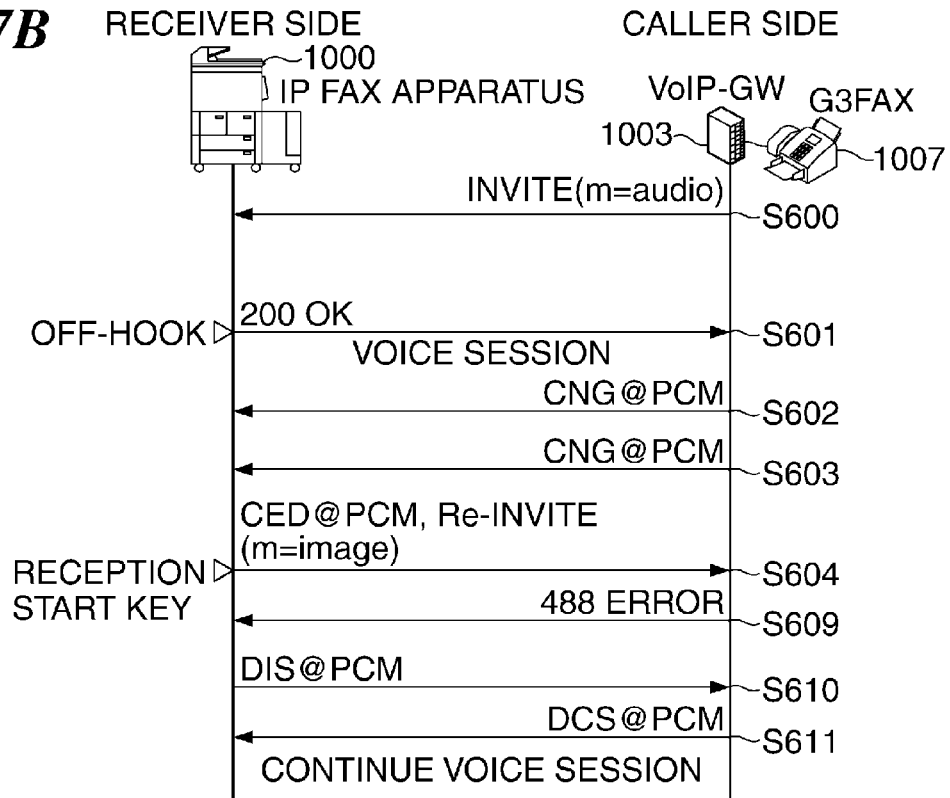 7B
RECEIVER SIDE
CALLER SIDE
1000
IP FAX APPARATUS
VoIP-GW
G3FAX
1003
1007
INVITE(m=audio)
S600
OFF-HOOK
200 OK
S601
VOICE SESSION
CNG@PCM
S602
CNG@PCM
S603
CED@PCM, Re-INVITE
(m=image)
RECEPTION
START KEY
S604
488 ERROR
S609
DIS@PCM
S610
DCS@PCM
S611
CONTINUE VOICE SESSION